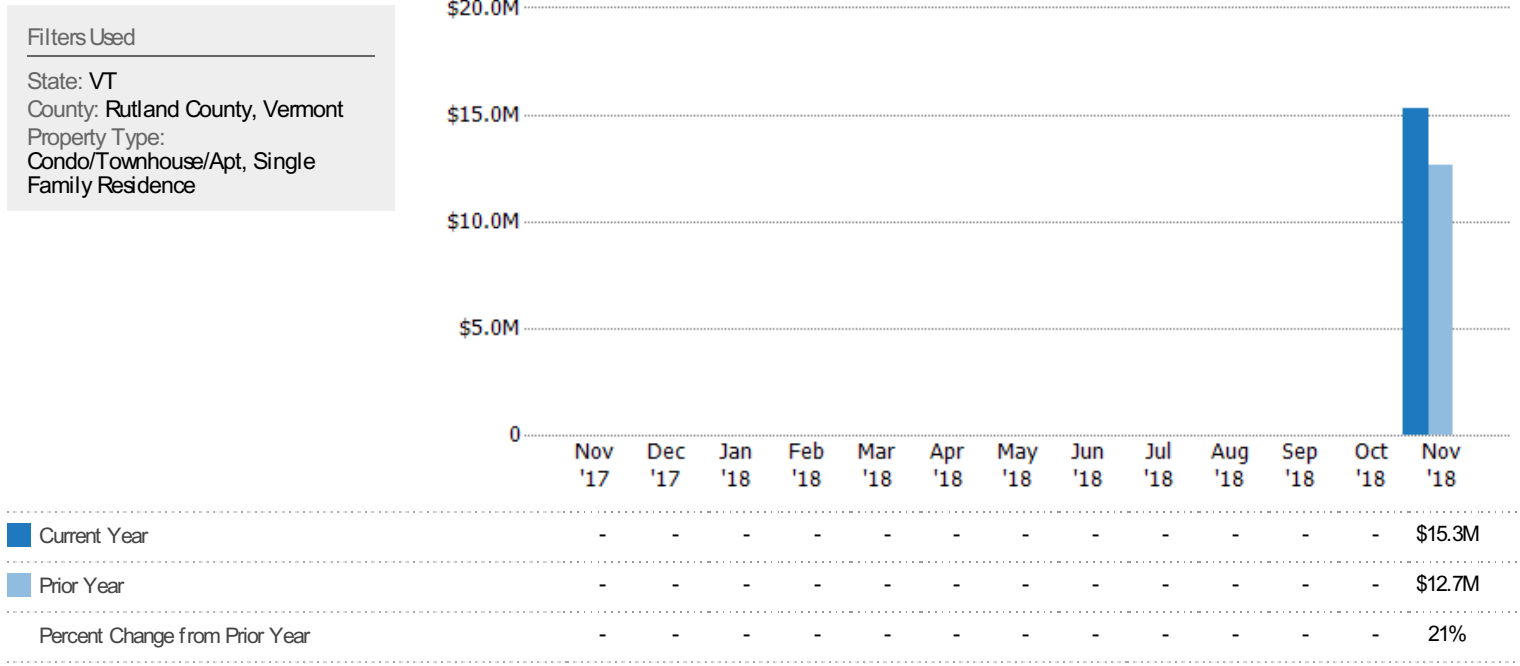 Filters Used
State: VT
County: Rutland County, Vermont
Property Type:
Condo/Townhouse/Apt, Single
Family Residence
$20.0M
$15.0M
$10.0M
$5.0M
0
Nov Dec Jan Feb Mar Apr May Jun Jul Aug Sep Oct Nov
'17 '17 '18 '18 '18 '18 '18 '18 '18 '18 '18 '18 '18
Current Year - - - - - - - - - - - - $15.3M
Prior Year - - - - - - - - - - - - $12.7M
Percent Change from Prior Year - - - - - - - - - - - - 21%